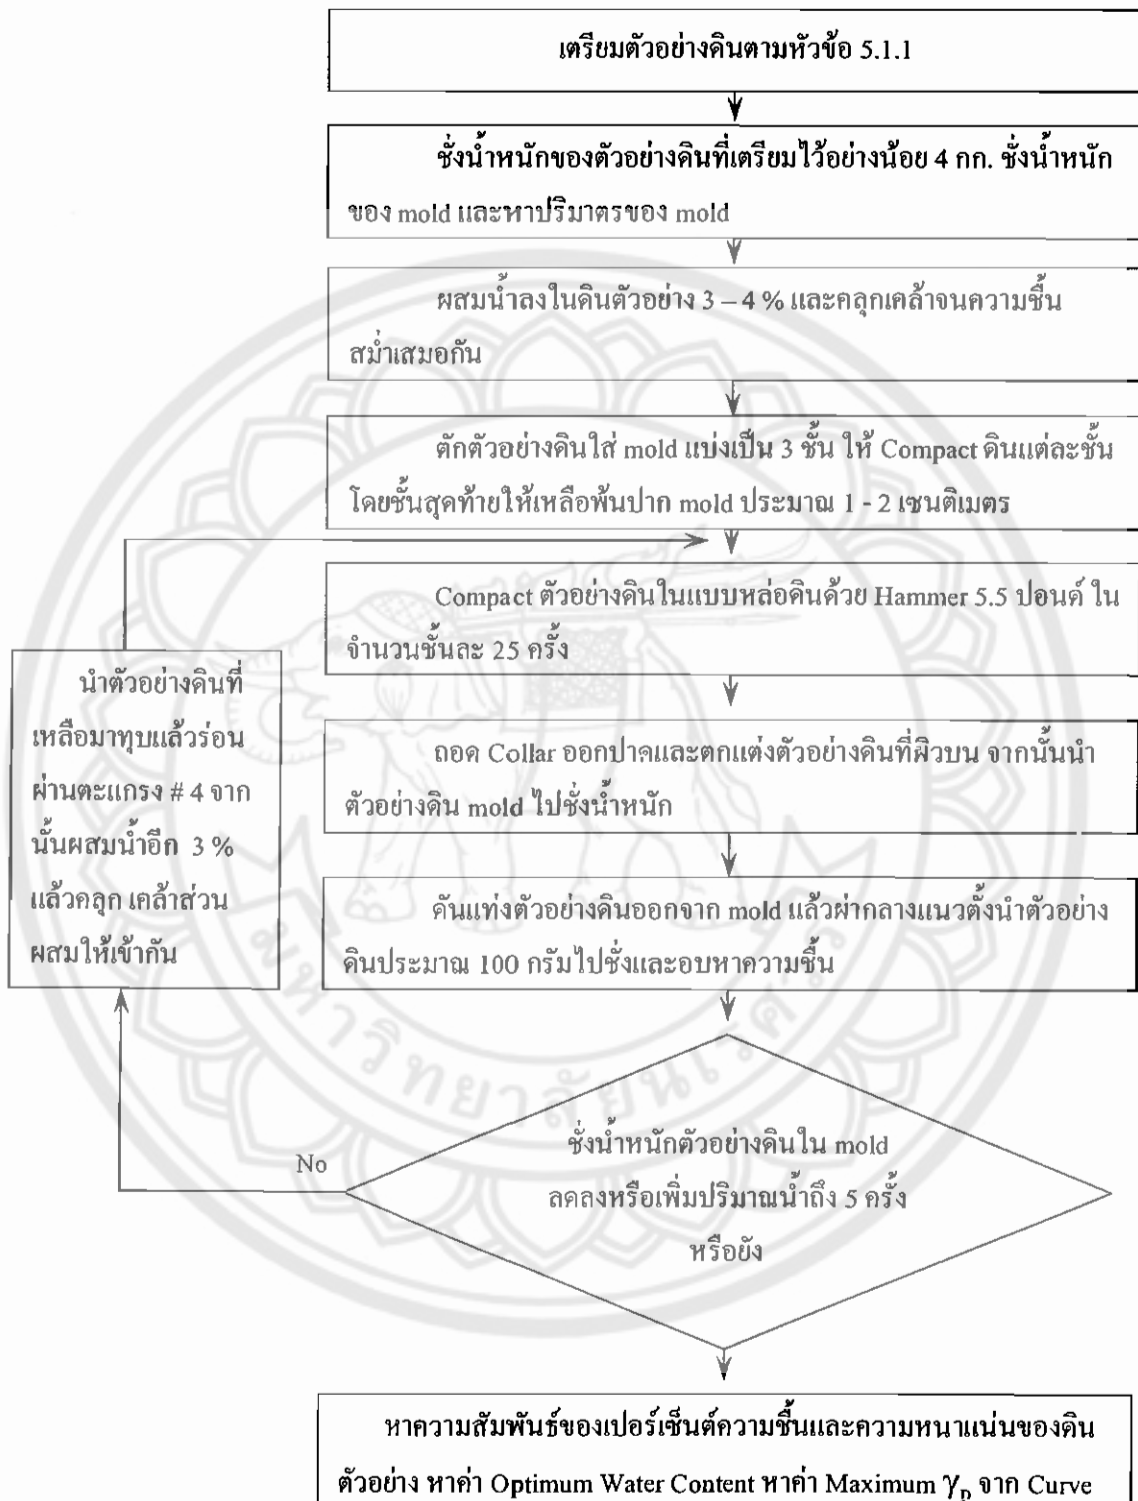 เตรียมตัวอย่างดินตามหัวข้อ 5.1.1
ชั่งน้ำหนักของตัวอย่างดินที่เตรียมไว้อย่างน้อย 4 กก. ชั่งน้ำหนัก
ของ mold และหาปริมาตรของ mold
ผสมน้ำลงในดินตัวอย่าง 3 – 4 % และคลุกเคล้าจนความชื้น
สม่ำเสมอกัน
ตักตัวอย่างดินใส่ mold แบ่งเป็น 3 ชั้น ให้ Compact ดินแต่ละชั้น
โดยชั้นสุดท้ายให้เหลือพ้นปาก mold ประมาณ 1 - 2 เซนติเมตร
Compact ตัวอย่างดินในแบบหล่อดินด้วย Hammer 5.5 ปอนด์ ใน
จำนวนชั้นละ 25 ครั้ง
นำตัวอย่างดินที่
เหลือมาทุบแล้วร่อน
ผ่านตะแกรง # 4 จาก
นั้นผสมน้ำอีก 3 %
แล้วคลุก เคล้าส่วน
ผสมให้เข้ากัน
ถอด Collar ออกปาดและตกแต่งตัวอย่างดินที่ผิวบน จากนั้นนำ
ตัวอย่างดิน mold ไปชั่งน้ำหนัก
ดันแท่งตัวอย่างดินออกจาก mold แล้วผ่ากลางแนวตั้งนำตัวอย่าง
ดินประมาณ 100 กรัมไปชั่งและอบหาความชื้น
ชั่งน้ำหนักตัวอย่างดินใน mold
ลดลงหรือเพิ่มปริมาณน้ำถึง 5 ครั้ง
หรือยัง
No
หาความสัมพันธ์ของเปอร์เซ็นต์ความชื้นและความหนาแน่นของดิน
ตัวอย่าง หาค่า Optimum Water Content หาค่า Maximum γD จาก Curve
มหาวิทยาลัยนเรศวร